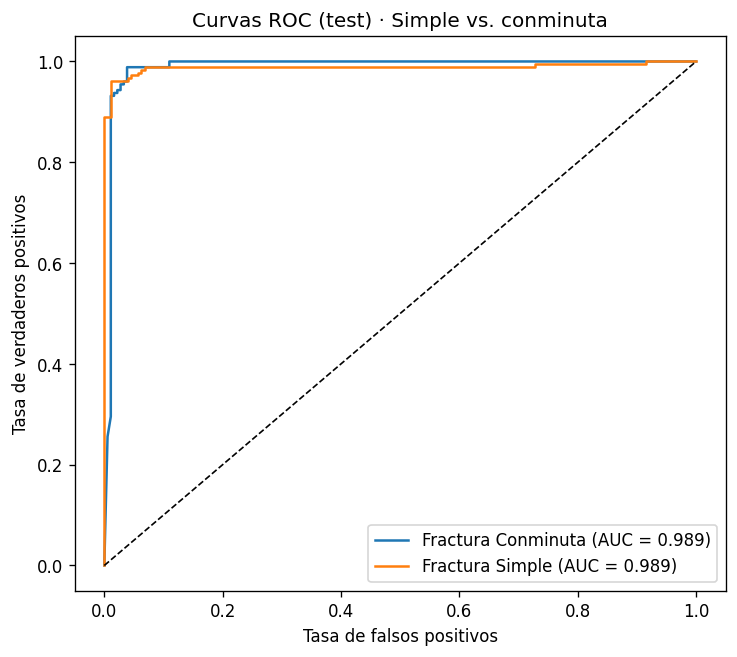 Curvas ROC (test) · Simple vs. conminuta
Tasa de verdaderos positivos
1.0
0.8
0.6
0.4
0.2
0.0
Fractura Conminuta (AUC = 0.989)
Fractura Simple (AUC = 0.989)
0.0 0.2 0.4 0.6 0.8 1.0
Tasa de falsos positivos